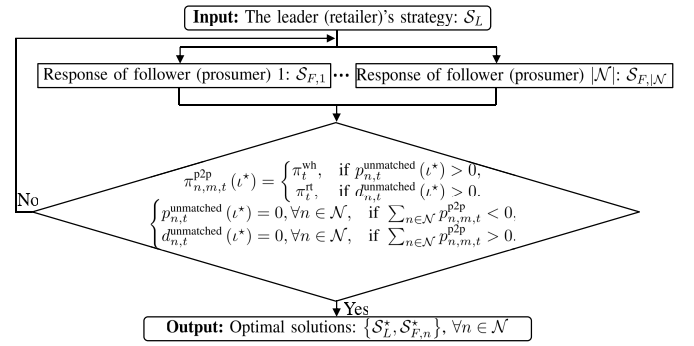 Input: The leader (retailer)'s strategy: 𝒮_L
Response of follower (prosumer) 1: 𝒮_{F,1}
···
Response of follower (prosumer) |𝒩|: 𝒮_{F,|𝒩
π^{p2p}_{n,m,t} (ι⋆) = { π^{wh}_t, if p^{unmatched}_{n,t} (ι⋆) > 0,
π^{rt}_t, if d^{unmatched}_{n,t} (ι⋆) > 0.
{ p^{unmatched}_{n,t} (ι⋆) = 0, ∀n ∈ 𝒩, if ∑_{n∈𝒩} p^{p2p}_{n,m,t} < 0,
d^{unmatched}_{n,t} (ι⋆) = 0, ∀n ∈ 𝒩, if ∑_{n∈𝒩} p^{p2p}_{n,m,t} > 0.
No
Yes
Output: Optimal solutions: {𝒮⋆_L, 𝒮⋆_{F,n}}, ∀n ∈ 𝒩